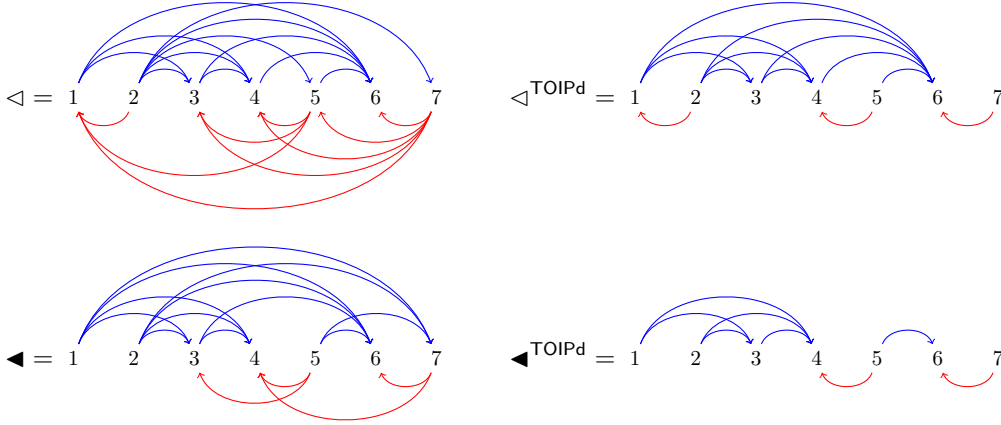 ⊲ = 1 2 3 4 5 6 7
⊲TOIPd = 1 2 3 4 5 6 7
◀ = 1 2 3 4 5 6 7
◀TOIPd = 1 2 3 4 5 6 7